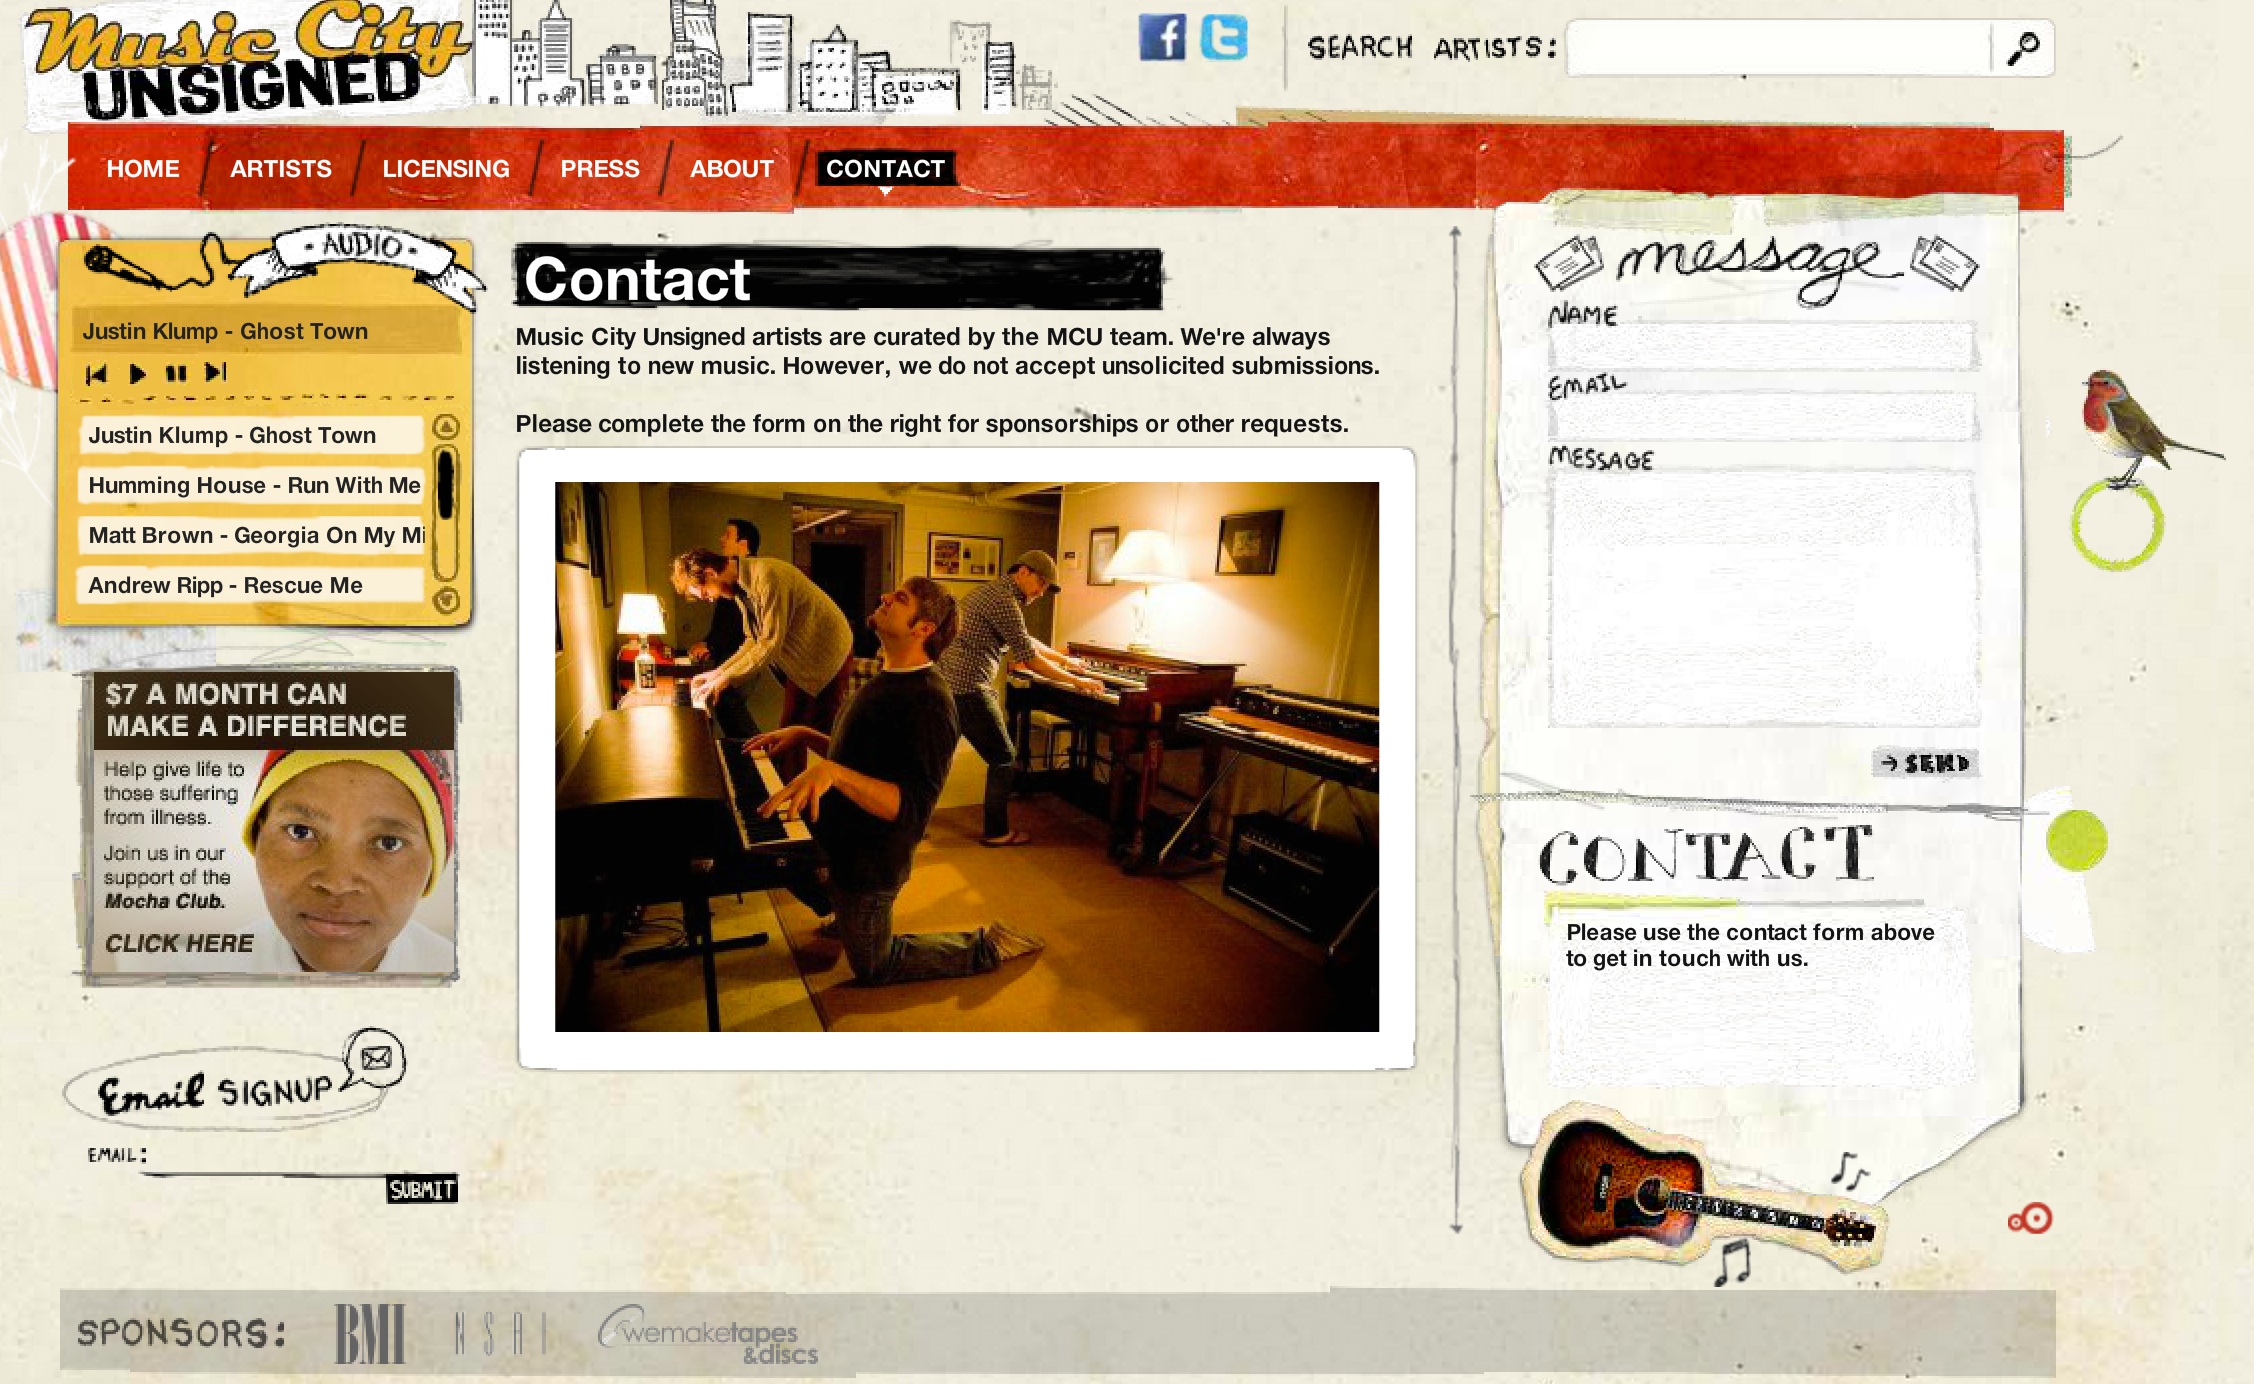 Music City
UNSIGNED
SEARCH ARTISTS:
HOME
ARTISTS
LICENSING
PRESS
ABOUT
CONTACT
· AUDIO ·
Justin Klump - Ghost Town
Justin Klump - Ghost Town
Humming House - Run With Me
Matt Brown - Georgia On My Mi
Andrew Ripp - Rescue Me
$7 A MONTH CAN
MAKE A DIFFERENCE
Help give life to
those suffering
from illness.
Join us in our
support of the
Mocha Club.
CLICK HERE
Email SIGNUP
EMAIL:
SUBMIT
Contact
Music City Unsigned artists are curated by the MCU team. We're always
listening to new music. However, we do not accept unsolicited submissions.
Please complete the form on the right for sponsorships or other requests.
message
NAME
EMAIL
MESSAGE
→ SEND
CONTACT
Please use the contact form above
to get in touch with us.
SPONSORS:
BMI
NSAI
wemaketapes
&discs